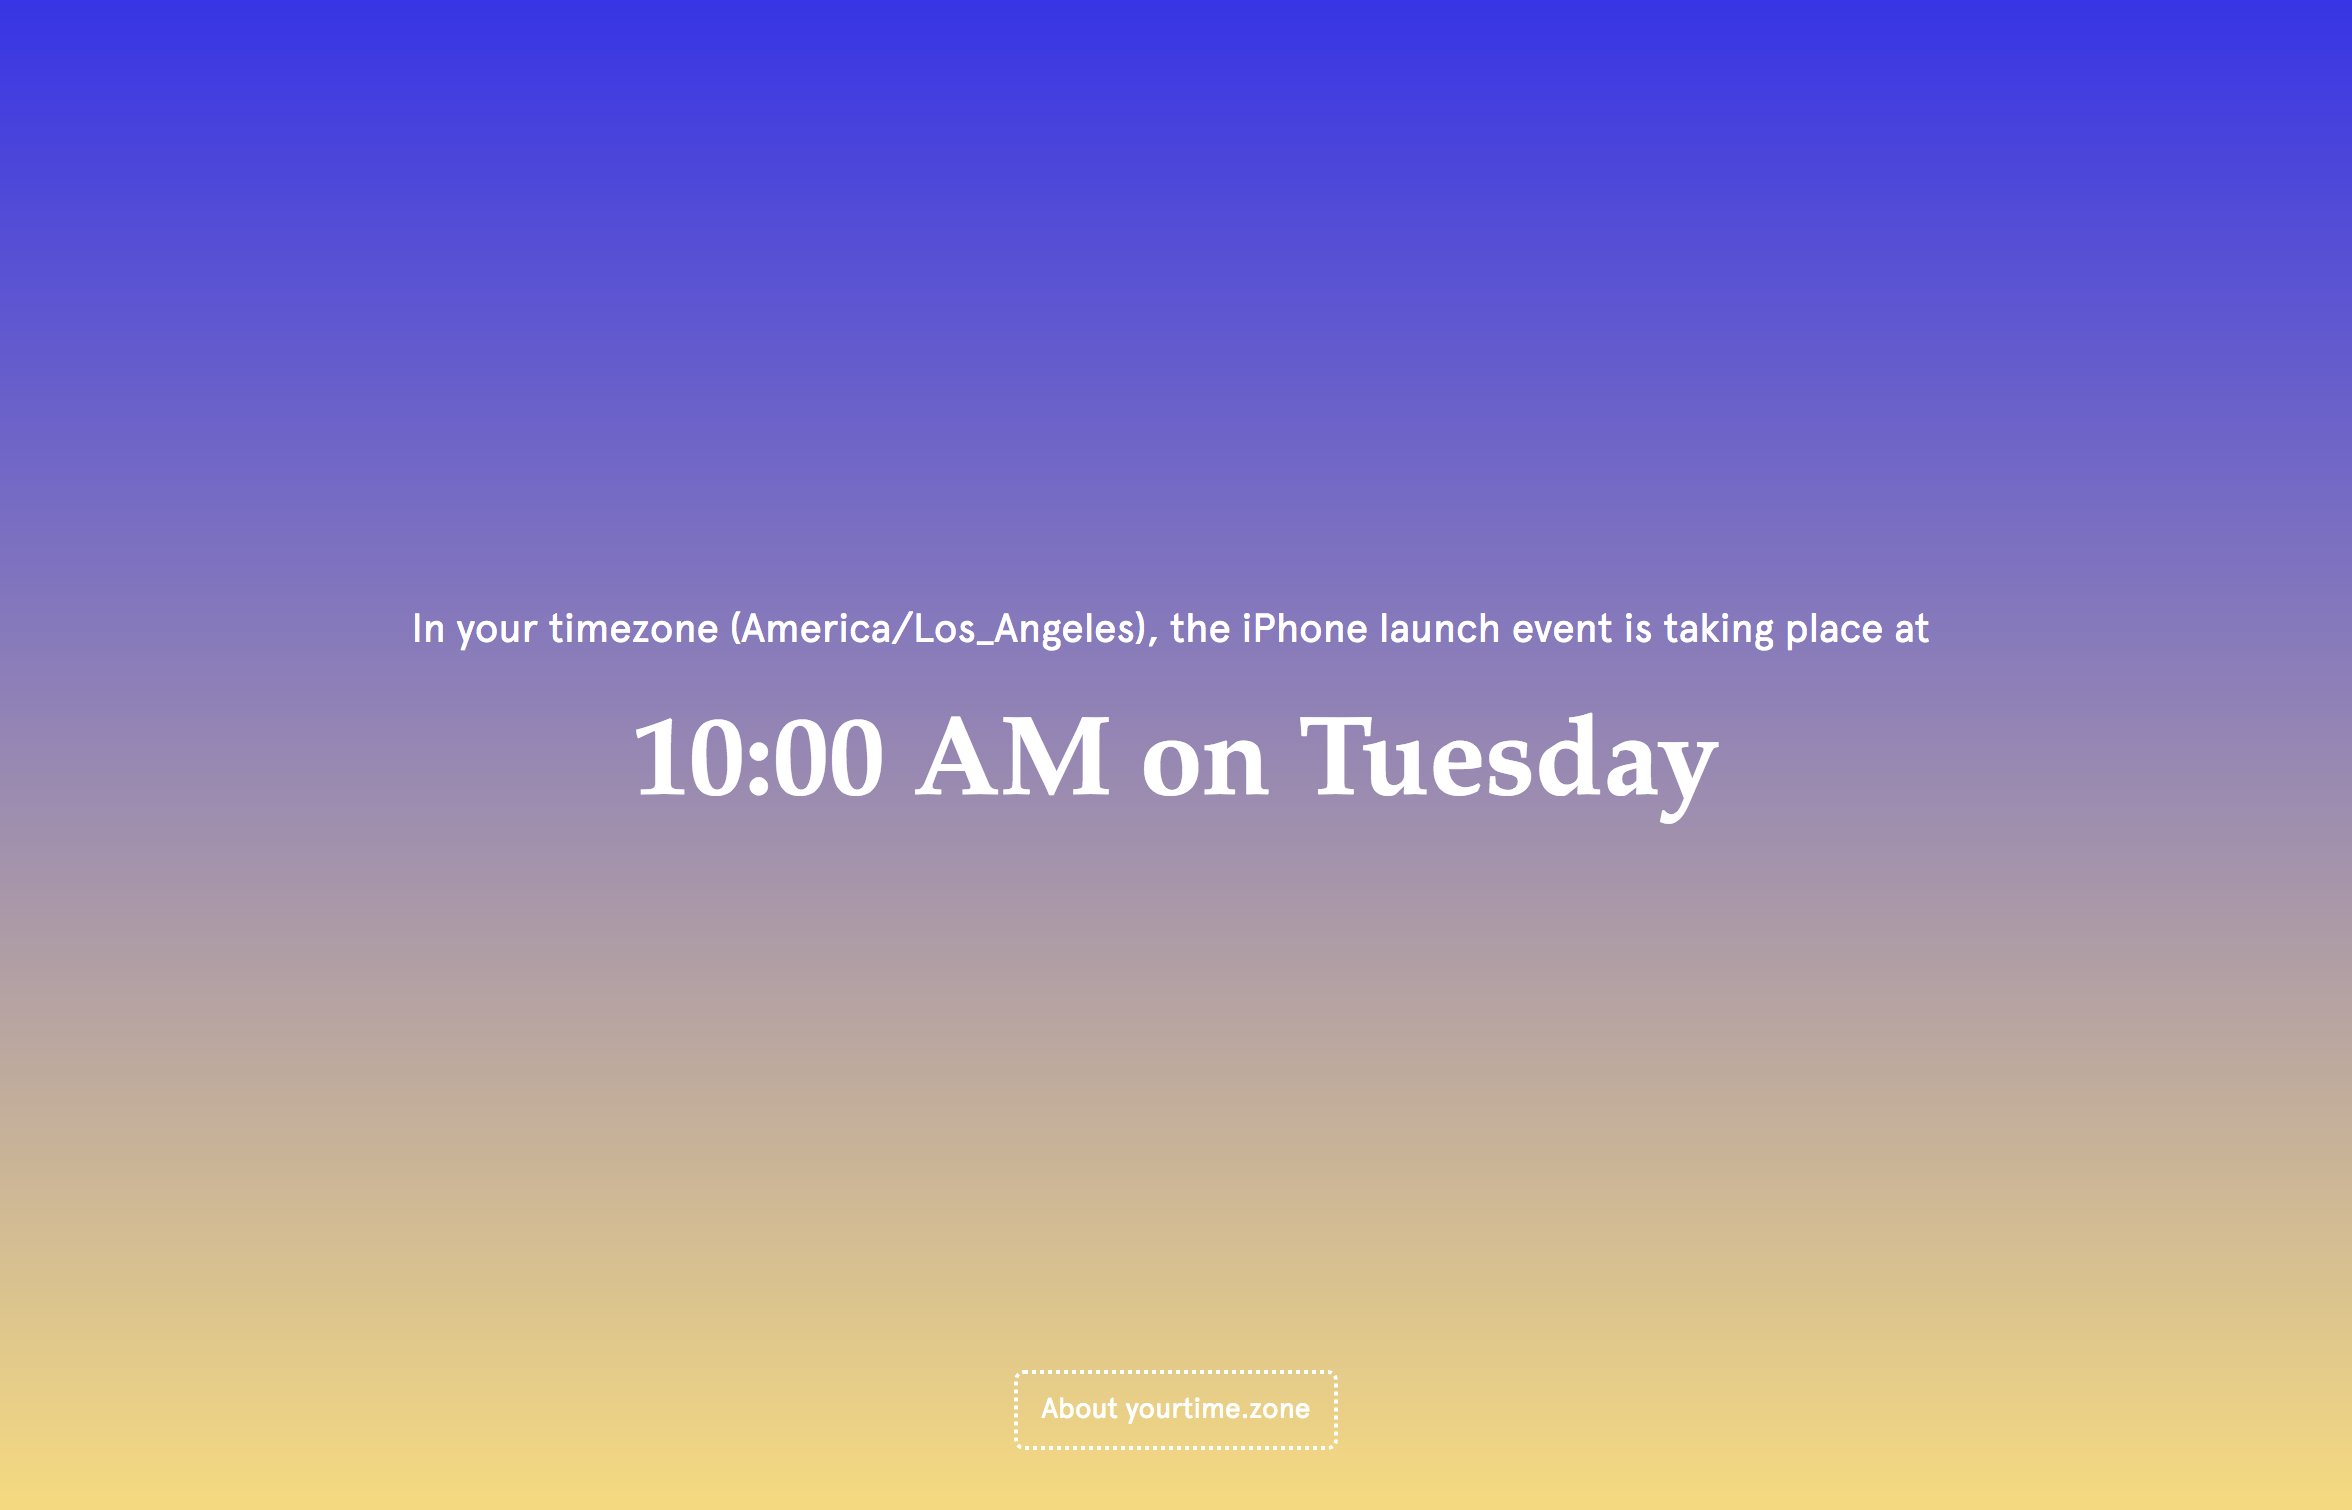 In your timezone (America/Los_Angeles), the iPhone launch event is taking place at
10:00 AM on Tuesday
About yourtime.zone